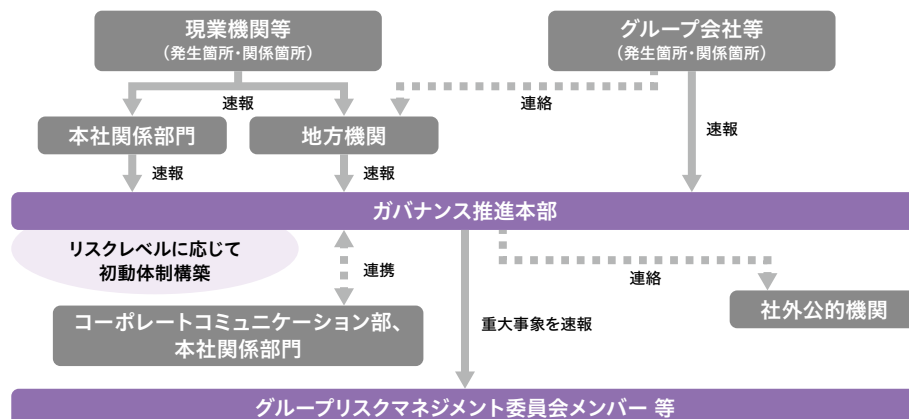 現業機関等
（発生箇所・関係箇所）
グループ会社等
（発生箇所・関係箇所）
速報
連絡
本社関係部門
地方機関
速報
速報
速報
ガバナンス推進本部
リスクレベルに応じて
初動体制構築
連携
連絡
コーポレートコミュニケーション部、
本社関係部門
重大事象を速報
社外公的機関
グループリスクマネジメント委員会メンバー 等